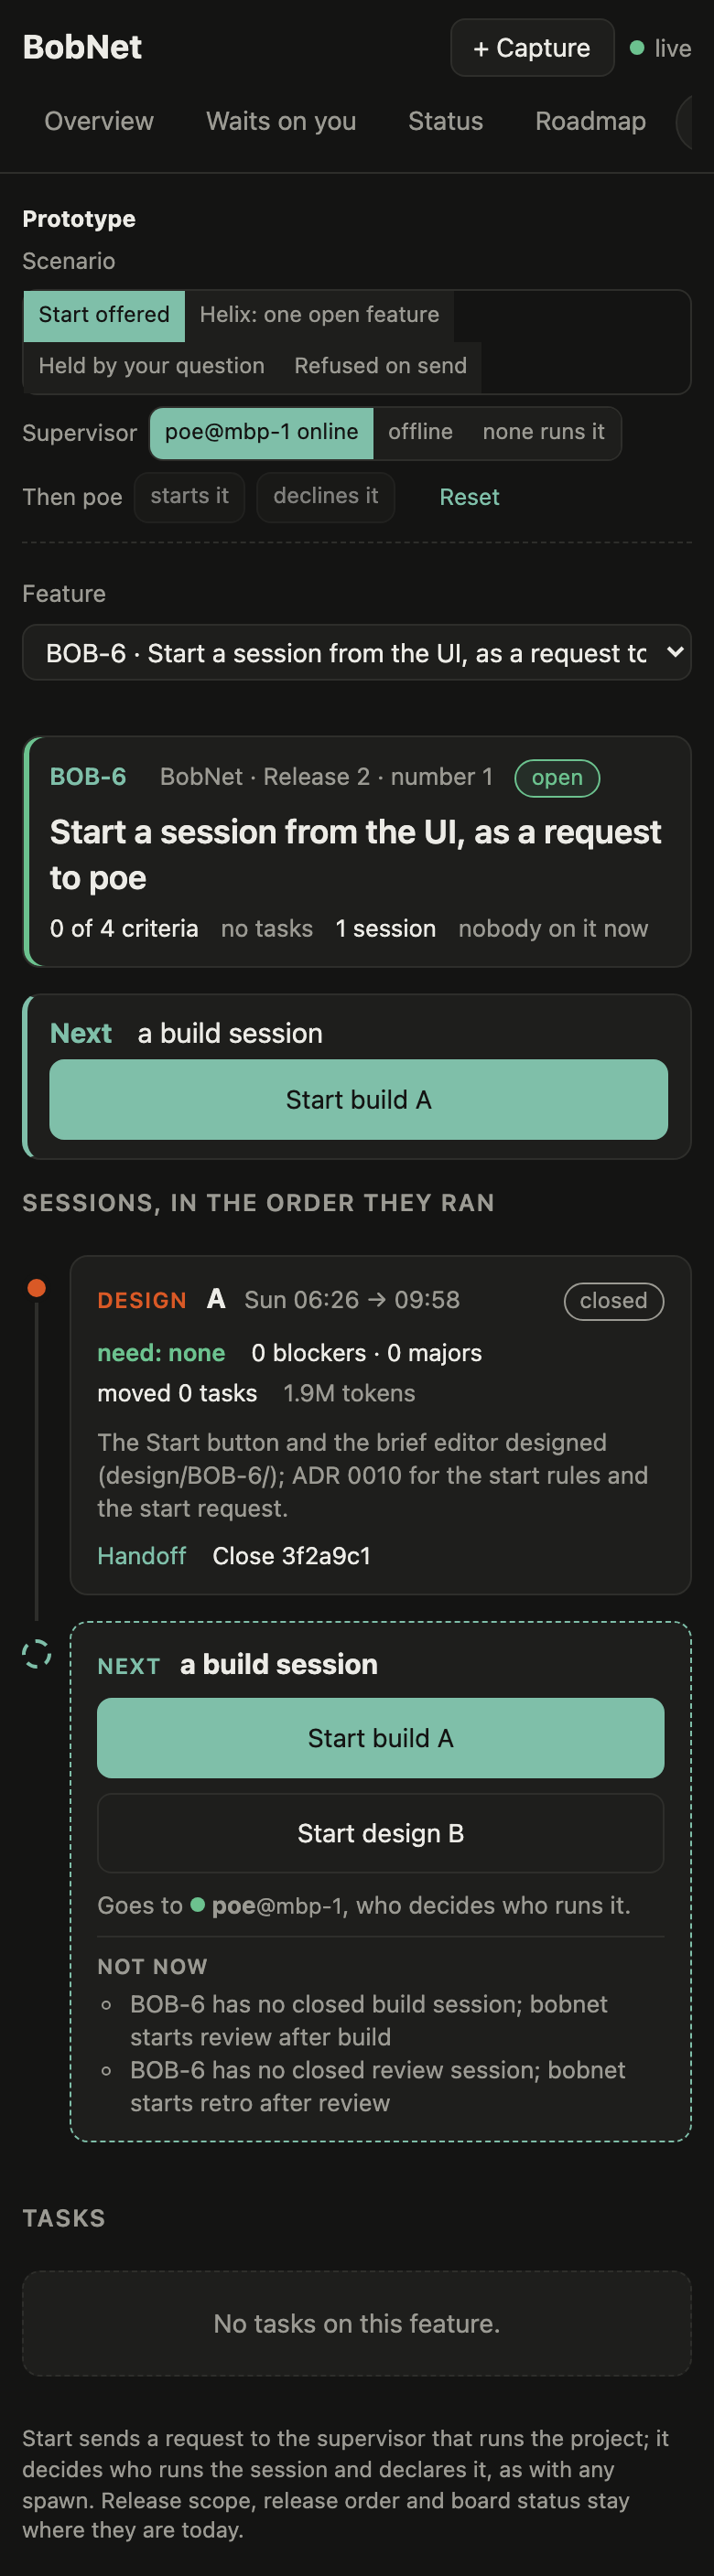 BobNet
+ Capture
live
Overview
Waits on you
Status
Roadmap
Prototype
Scenario
Start offered
Helix: one open feature
Held by your question
Refused on send
Supervisor
poe@mbp-1 online
offline
none runs it
Then poe
starts it
declines it
Reset
Feature
BOB-6 · Start a session from the UI, as a request to
BOB-6 BobNet · Release 2 · number 1 open
Start a session from the UI, as a request
to poe
0 of 4 criteria no tasks 1 session nobody on it now
Next a build session
Start build A
SESSIONS, IN THE ORDER THEY RAN
DESIGN A Sun 06:26 → 09:58 closed
need: none 0 blockers · 0 majors
moved 0 tasks 1.9M tokens
The Start button and the brief editor designed
(design/BOB-6/); ADR 0010 for the start rules and
the start request.
Handoff Close 3f2a9c1
NEXT a build session
Start build A
Start design B
Goes to poe@mbp-1, who decides who runs it.
NOT NOW
BOB-6 has no closed build session; bobnet
starts review after build
BOB-6 has no closed review session; bobnet
starts retro after review
TASKS
No tasks on this feature.
Start sends a request to the supervisor that runs the project; it
decides who runs the session and declares it, as with any
spawn. Release scope, release order and board status stay
where they are today.